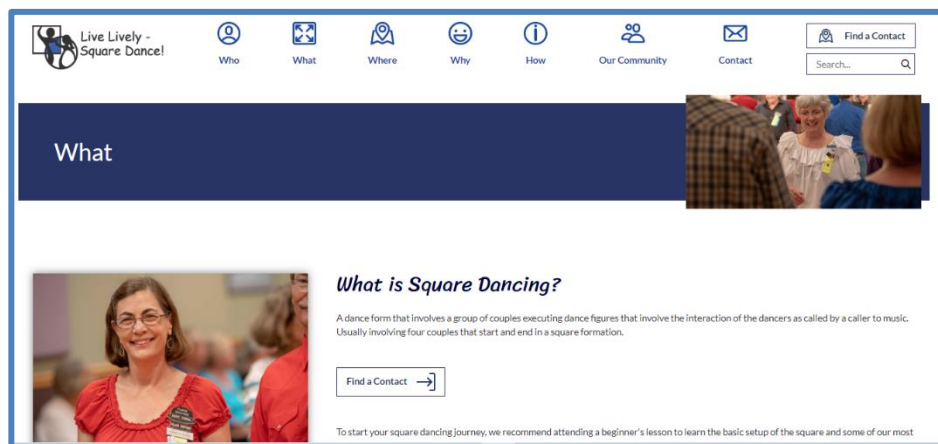 Live Lively -
Square Dance!
Who
What
Where
Why
How
Our Community
Contact
Find a Contact
Search...
What
What is Square Dancing?
A dance form that involves a group of couples executing dance figures that involve the interaction of the dancers as called by a caller to music.
Usually involving four couples that start and end in a square formation.
Find a Contact
To start your square dancing journey, we recommend attending a beginner's lesson to learn the basic setup of the square and some of our most